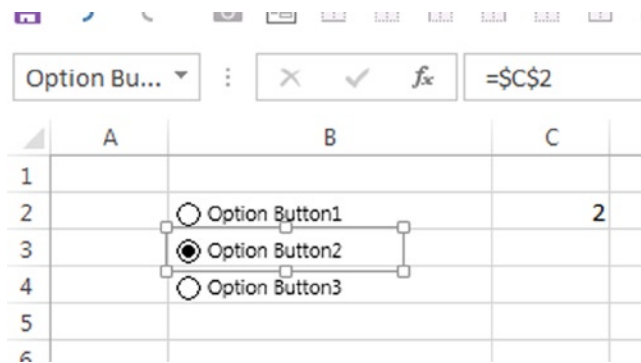 Option Bu... fx =$C$2
A B C
1
2 Option Button1 2
3 Option Button2
4 Option Button3
5
6